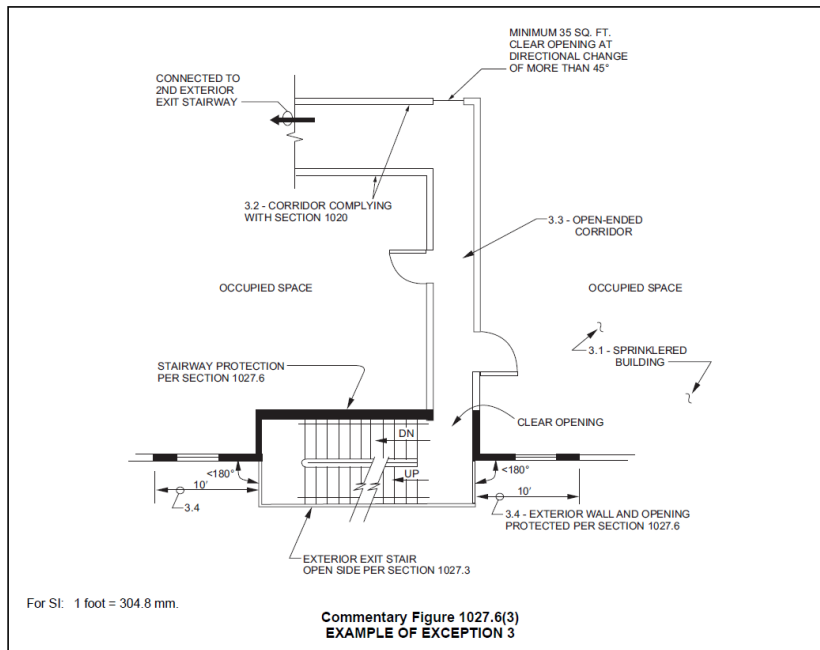 MINIMUM 35 SQ. FT.
CLEAR OPENING AT
DIRECTIONAL CHANGE
OF MORE THAN 45°
CONNECTED TO
2ND EXTERIOR
EXIT STAIRWAY
3.2 - CORRIDOR COMPLYING
WITH SECTION 1020
3.3 - OPEN-ENDED
CORRIDOR
OCCUPIED SPACE
OCCUPIED SPACE
3.1 - SPRINKLERED
BUILDING
STAIRWAY PROTECTION
PER SECTION 1027.6
CLEAR OPENING
DN
UP
<180°
<180°
10'
10'
3.4
3.4 - EXTERIOR WALL AND OPENING
PROTECTED PER SECTION 1027.6
EXTERIOR EXIT STAIR
OPEN SIDE PER SECTION 1027.3
For SI: 1 foot = 304.8 mm.
Commentary Figure 1027.6(3)
EXAMPLE OF EXCEPTION 3